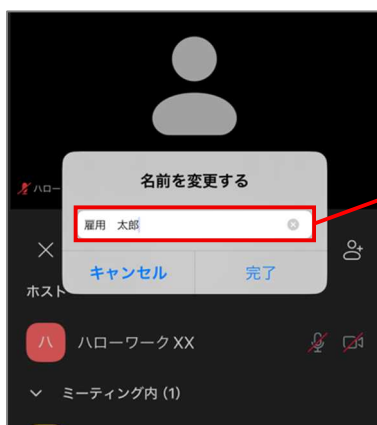 ハロー
名前を変更する
雇用　太郎
キャンセル 完了
ホスト
ハ ハローワーク XX
ミーティング内 (1)